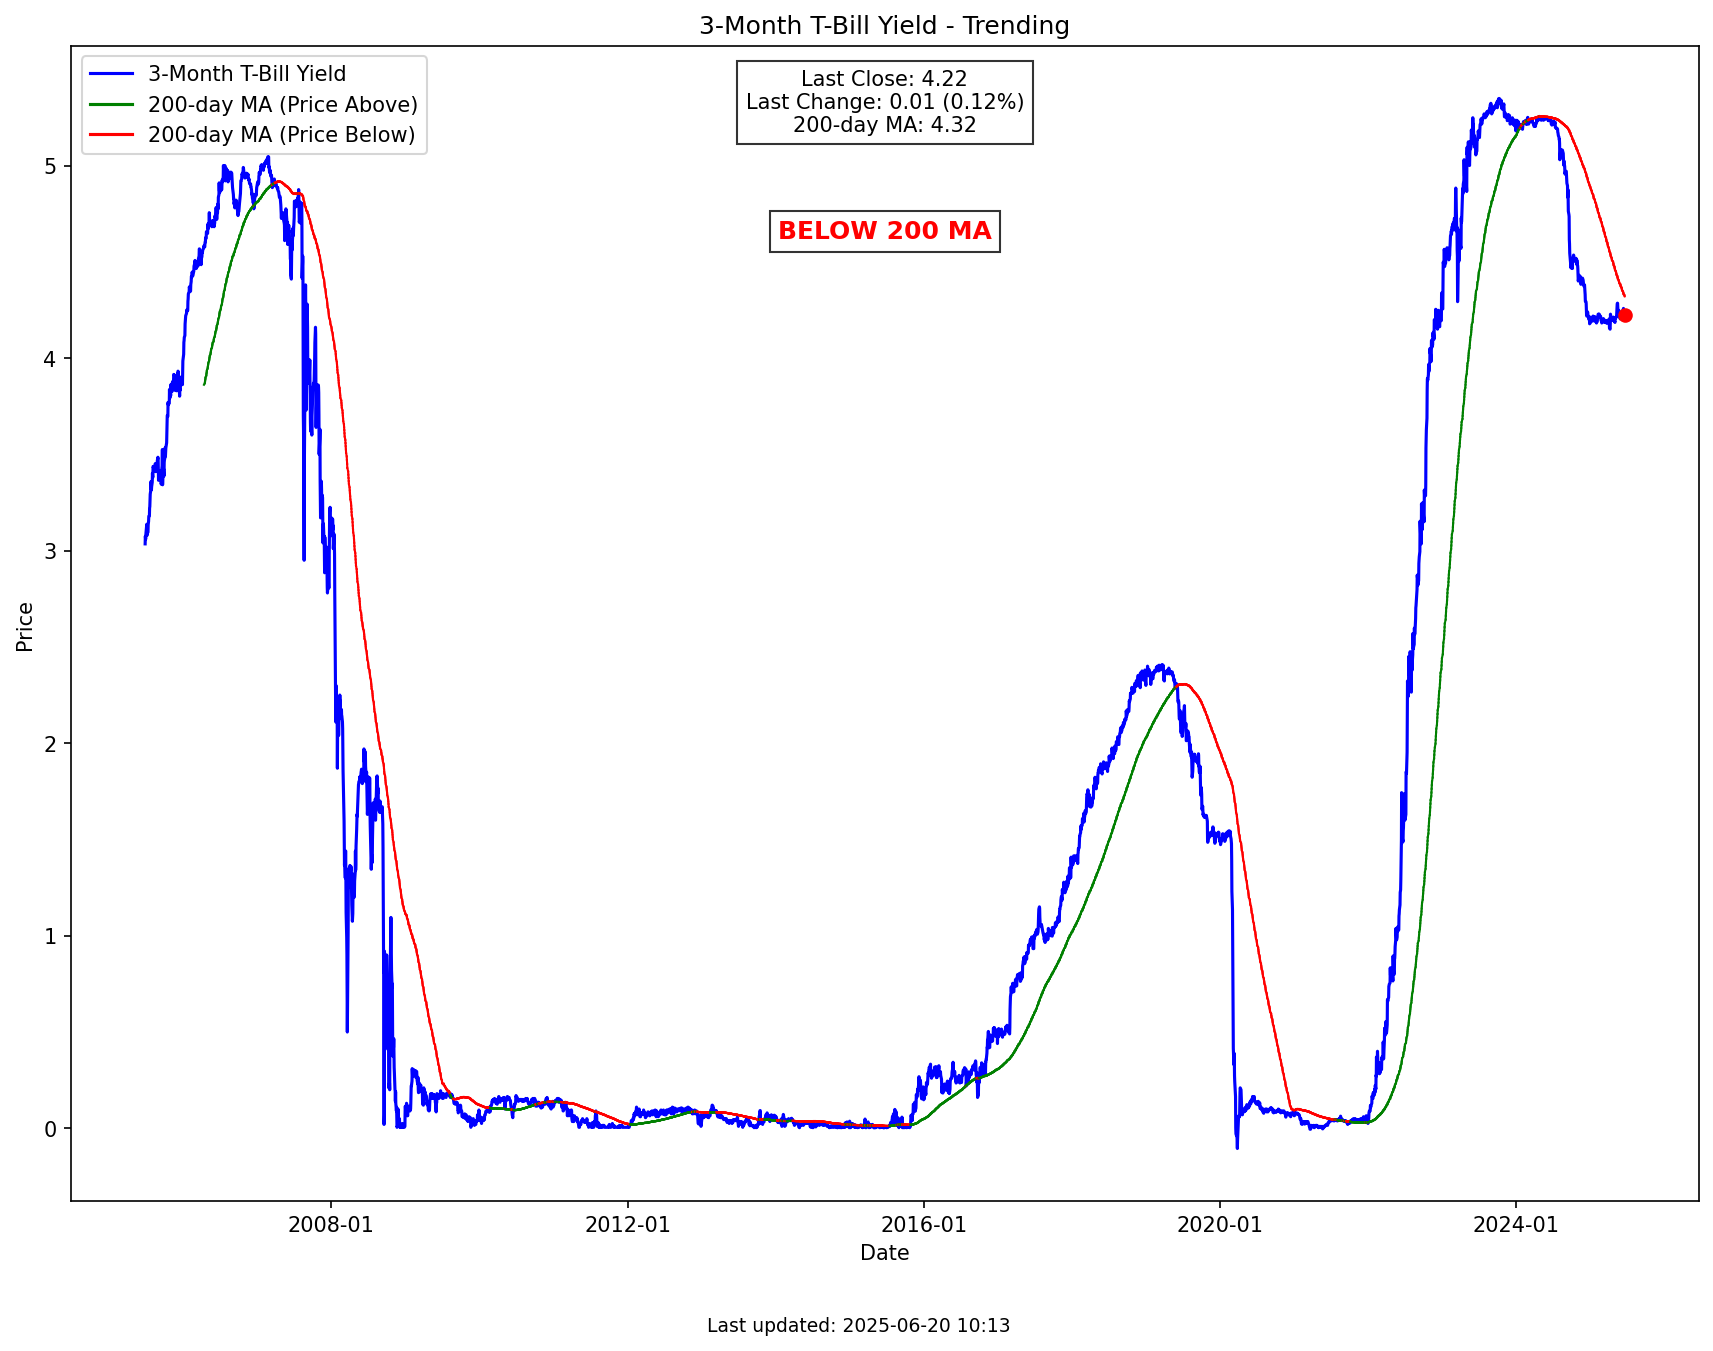 3-Month T-Bill Yield - Trending
3-Month T-Bill Yield
200-day MA (Price Above)
200-day MA (Price Below)
Last Close: 4.22
Last Change: 0.01 (0.12%)
200-day MA: 4.32
BELOW 200 MA
Price
5
4
3
2
1
0
2008-01
2012-01
2016-01
2020-01
2024-01
Date
Last updated: 2025-06-20 10:13